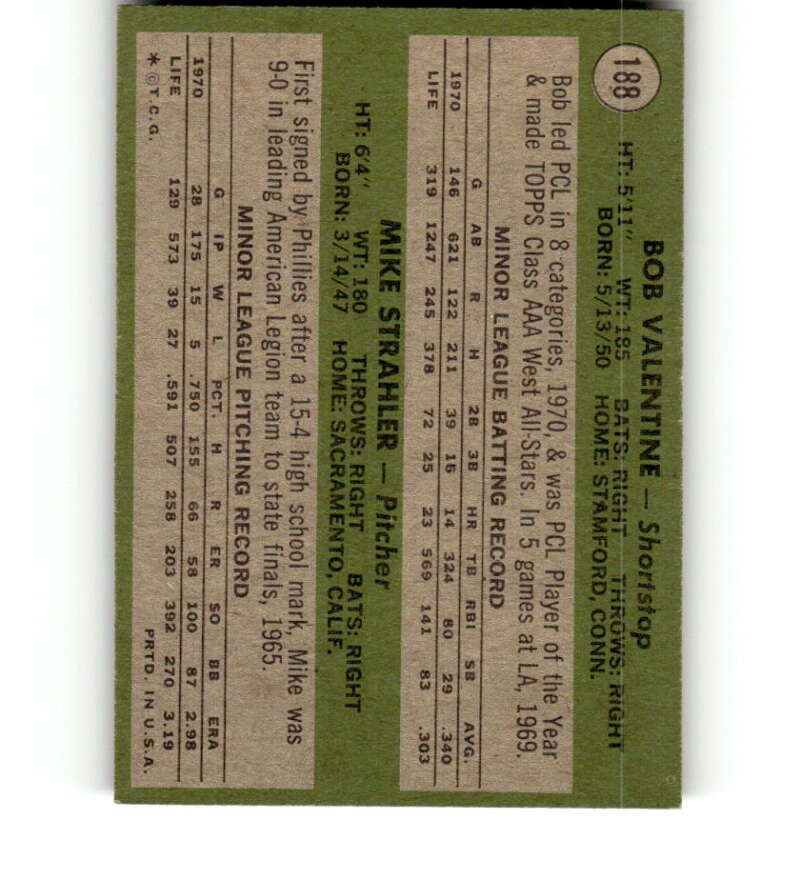 188
BOB VALENTINE — Shortstop
HT: 5'11" WT: 185 BATS: RIGHT THROWS: RIGHT
BORN: 5/13/50 HOME: STAMFORD, CONN.
Bob led PCL in 8 categories, 1970, & was PCL Player of the Year
& made TOPPS Class AAA West All-Stars. In 5 games at LA, 1969.
MINOR LEAGUE BATTING RECORD
G AB R H 2B 3B HR TB RBI SB AVG.
1970 146 621 122 211 39 16 14 324 80 29 .340
LIFE 319 1247 245 378 72 25 23 569 141 83 .303
MIKE STRAHLER — Pitcher
HT: 6'4" WT: 180 THROWS: RIGHT BATS: RIGHT
BORN: 3/14/47 HOME: SACRAMENTO, CALIF.
First signed by Phillies after a 15-4 high school mark, Mike was
9-0 in leading American Legion team to state finals, 1965.
MINOR LEAGUE PITCHING RECORD
G IP W L PCT. H R ER SO BB ERA
1970 28 175 15 5 .750 155 66 58 100 87 2.98
LIFE 129 573 39 27 .591 507 258 203 392 270 3.19
* © T.C.G. PRTD. IN U.S.A.